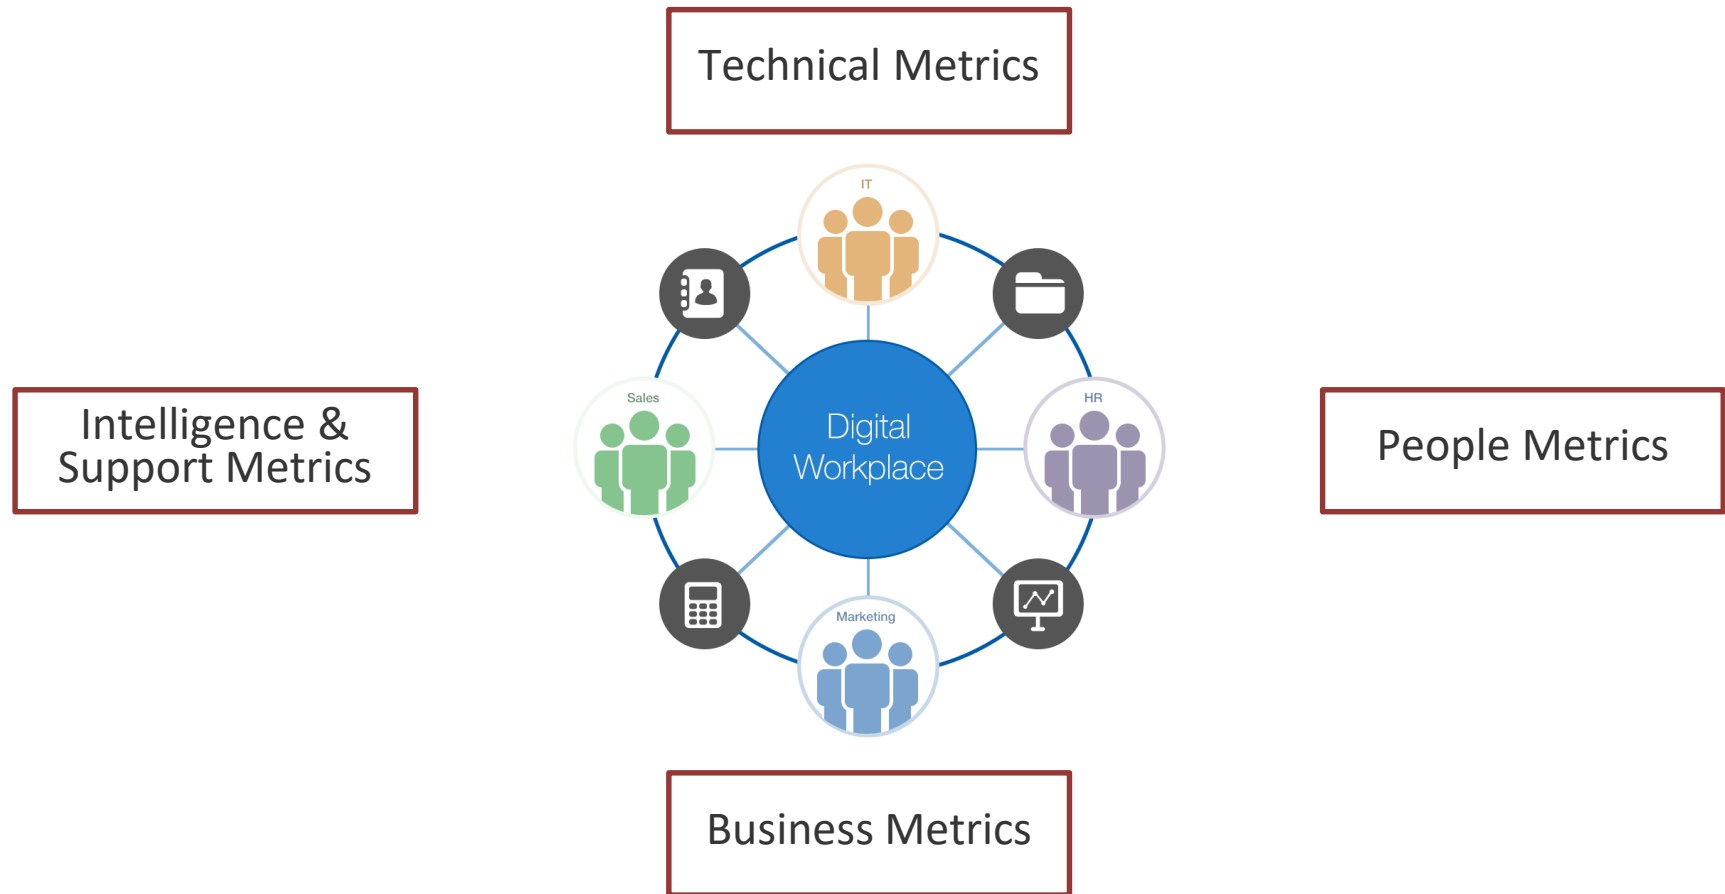 Technical Metrics
IT
Sales
HR
Intelligence &
Support Metrics
Digital
Workplace
People Metrics
Marketing
Business Metrics